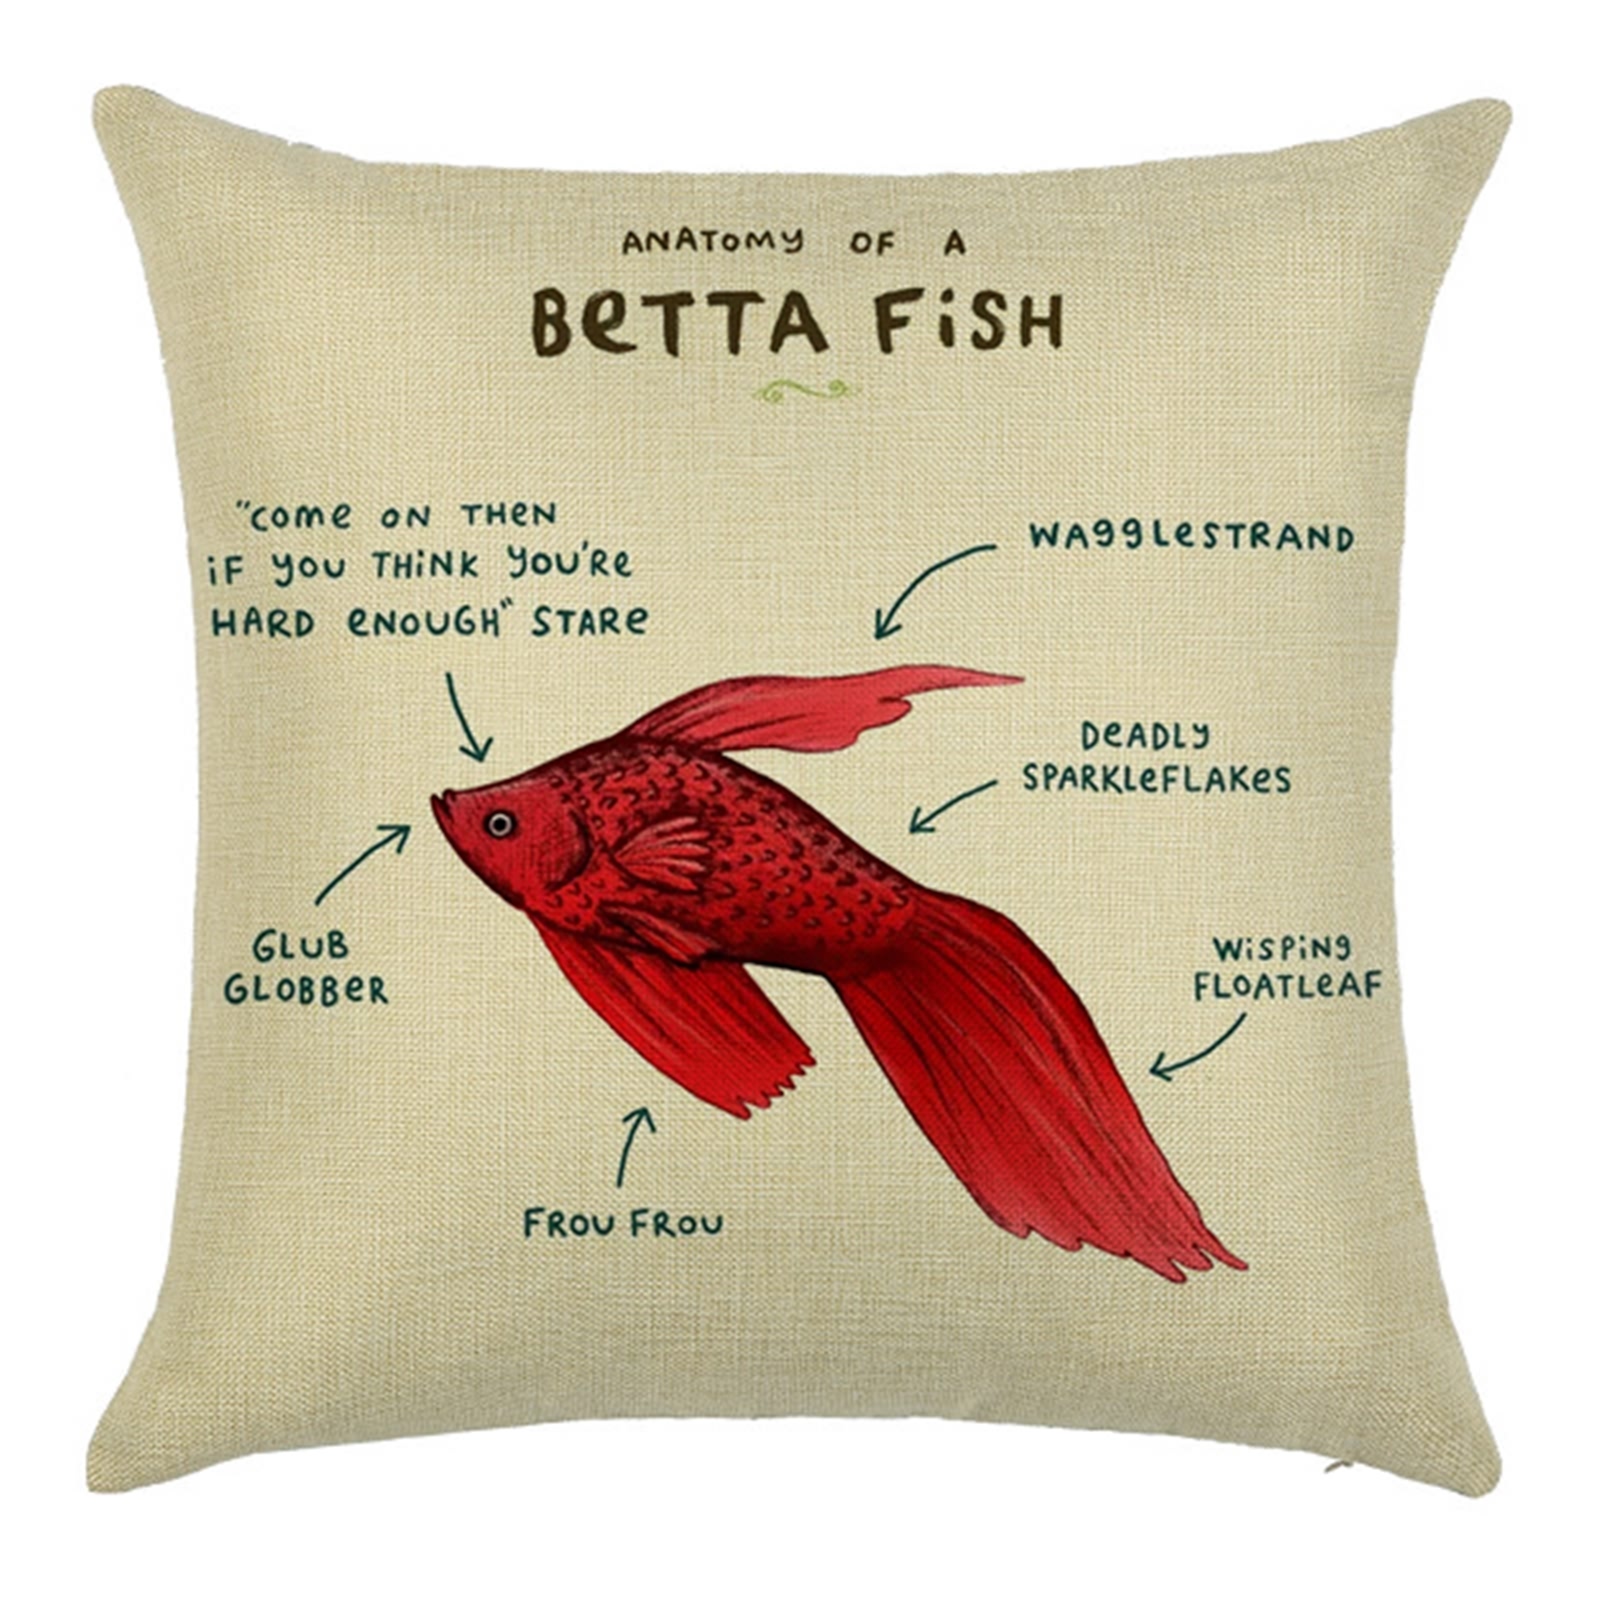 ANATOMY OF A
BETTA FISH
"COME ON THEN
IF YOU THINK YOU'RE
HARD ENOUGH" STARE
WAGGLESTRAND
DEADLY
SPARKLEFLAKES
GLUB
GLOBBER
WISPING
FLOATLEAF
FROU FROU